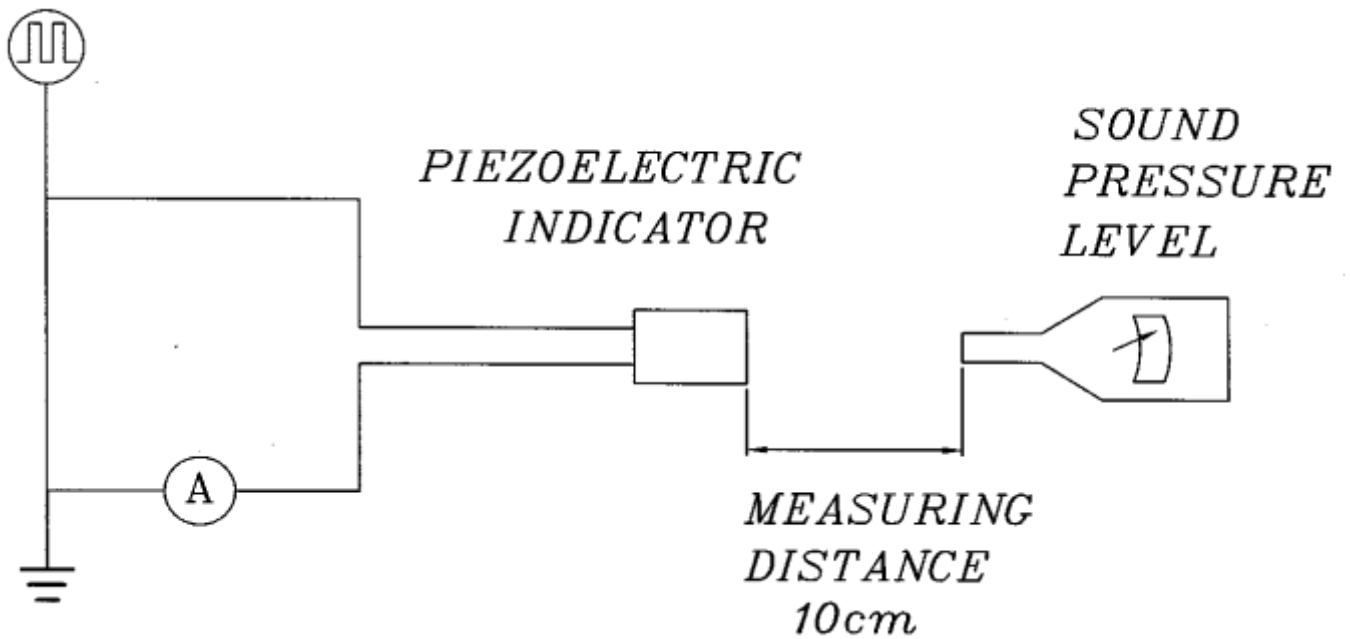 PIEZOELECTRIC
INDICATOR
SOUND
PRESSURE
LEVEL
A
MEASURING
DISTANCE
10cm